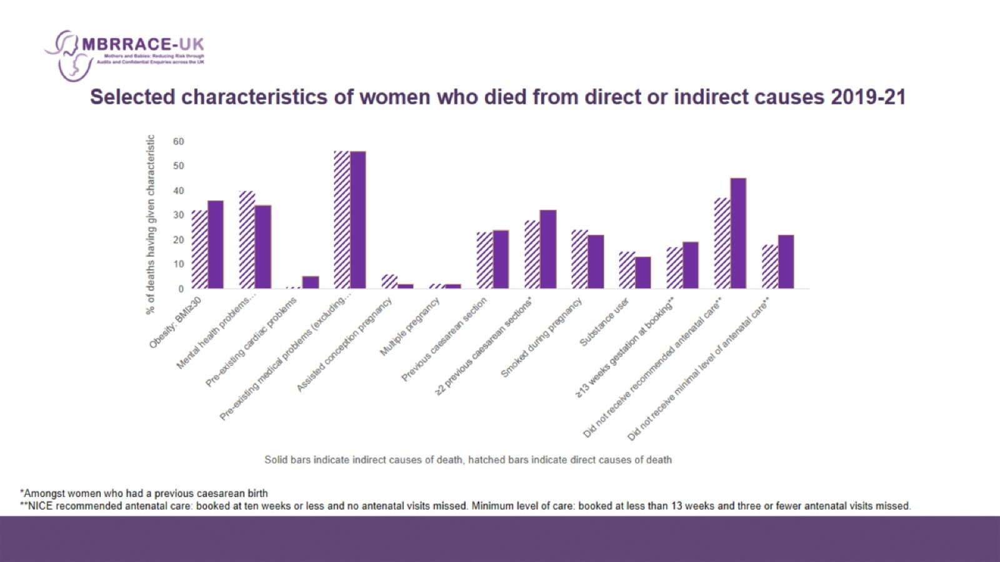 MBRRACE-UK
Mothers and Babies: Reducing Risk through
Audits and Confidential Enquiries across the UK
Selected characteristics of women who died from direct or indirect causes 2019-21
% of deaths having given characteristic
60
50
40
30
20
10
0
Obesity: BMI≥30
Mental health problems...
Pre-existing cardiac problems
Pre-existing medical problems (excluding...
Assisted conception pregnancy
Multiple pregnancy
Previous caesarean section
≥2 previous caesarean sections*
Smoked during pregnancy
Substance user
≥13 weeks gestation at booking**
Did not receive recommended antenatal care**
Did not receive minimal level of antenatal care**
Solid bars indicate indirect causes of death, hatched bars indicate direct causes of death
*Amongst women who had a previous caesarean birth
**NICE recommended antenatal care: booked at ten weeks or less and no antenatal visits missed. Minimum level of care: booked at less than 13 weeks and three or fewer antenatal visits missed.